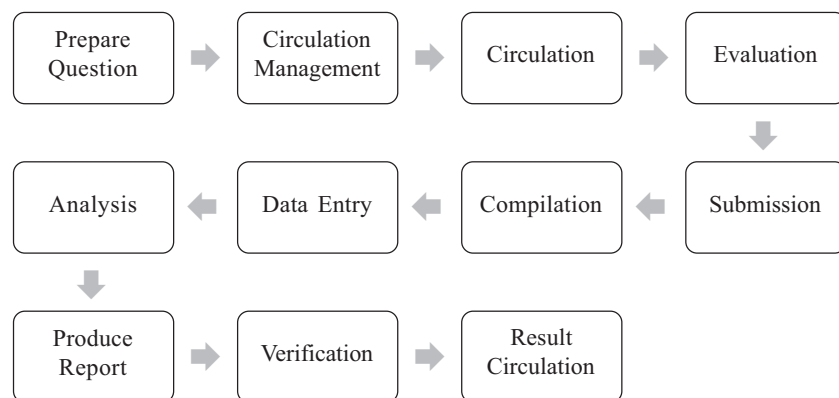 Prepare
Question
Circulation
Management
Circulation
Evaluation
Analysis
Data Entry
Compilation
Submission
Produce
Report
Verification
Result
Circulation